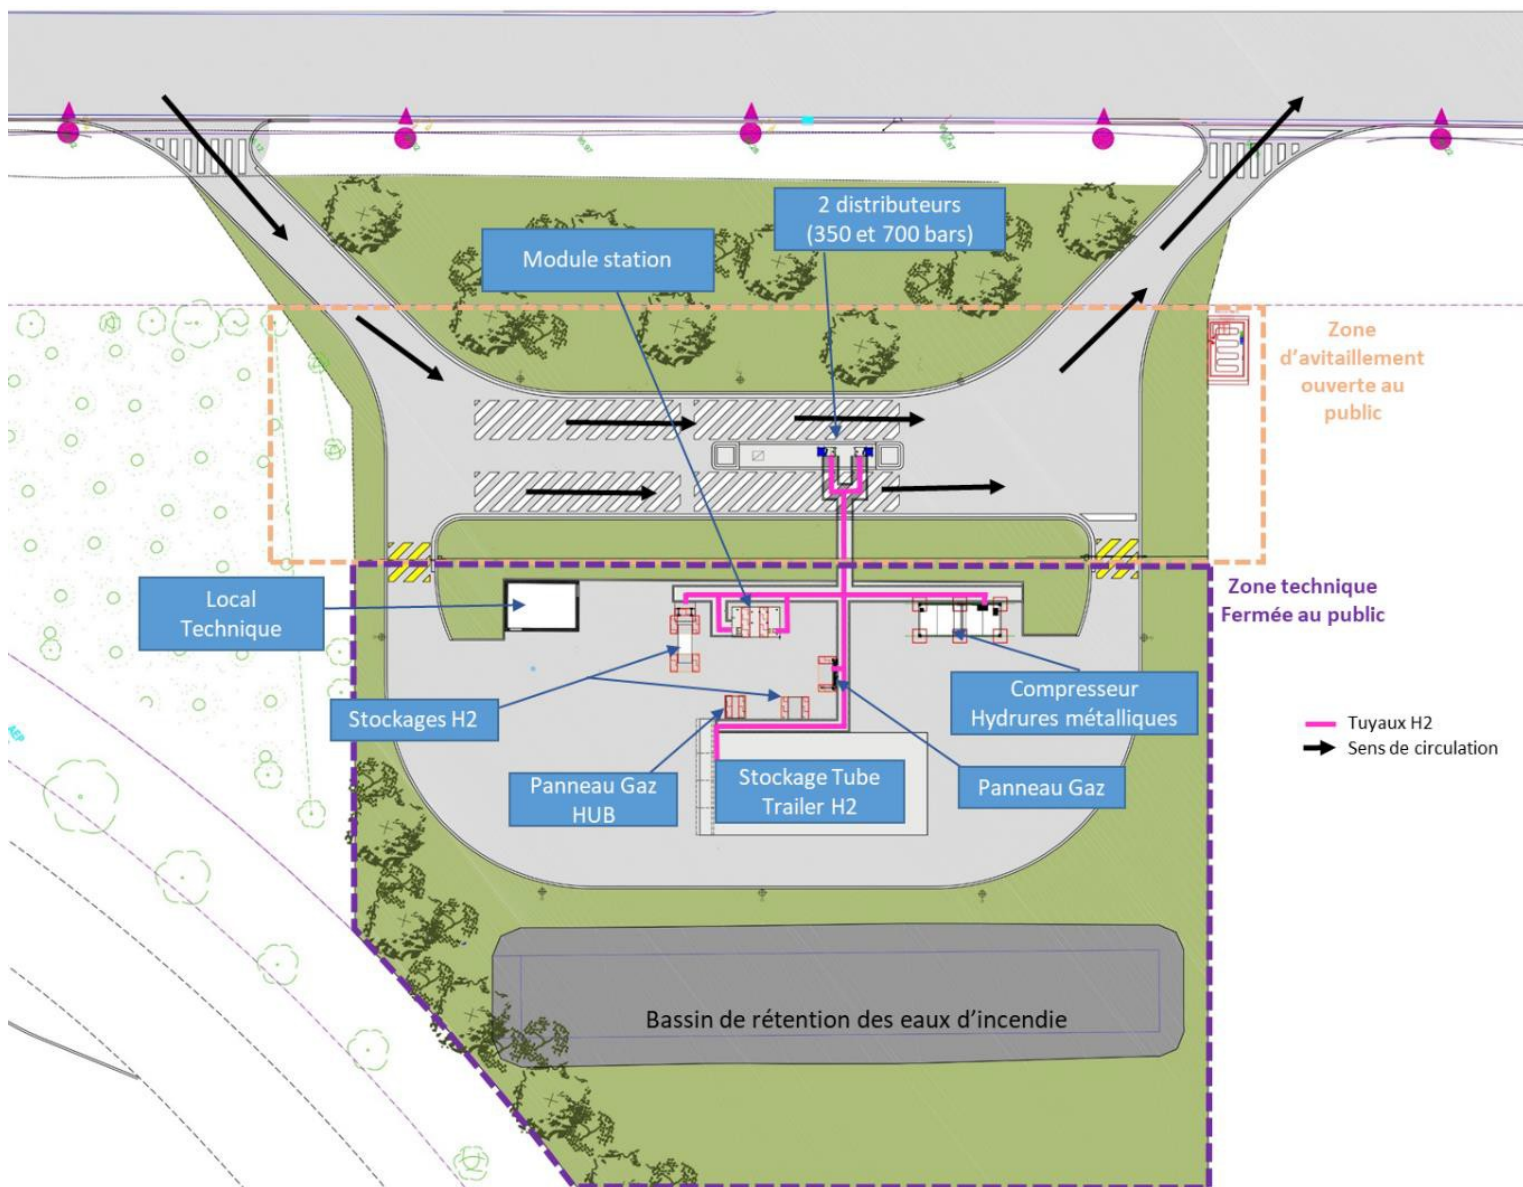 2 distributeurs
(350 et 700 bars)
Module station
Zone
d'avitaillement
ouverte au
public
Local
Technique
Zone technique
Fermée au public
Stockages H2
Compresseur
Hydrures métalliques
Tuyaux H2
Sens de circulation
AEP
Panneau Gaz
HUB
Stockage Tube
Trailer H2
Panneau Gaz
Bassin de rétention des eaux d'incendie